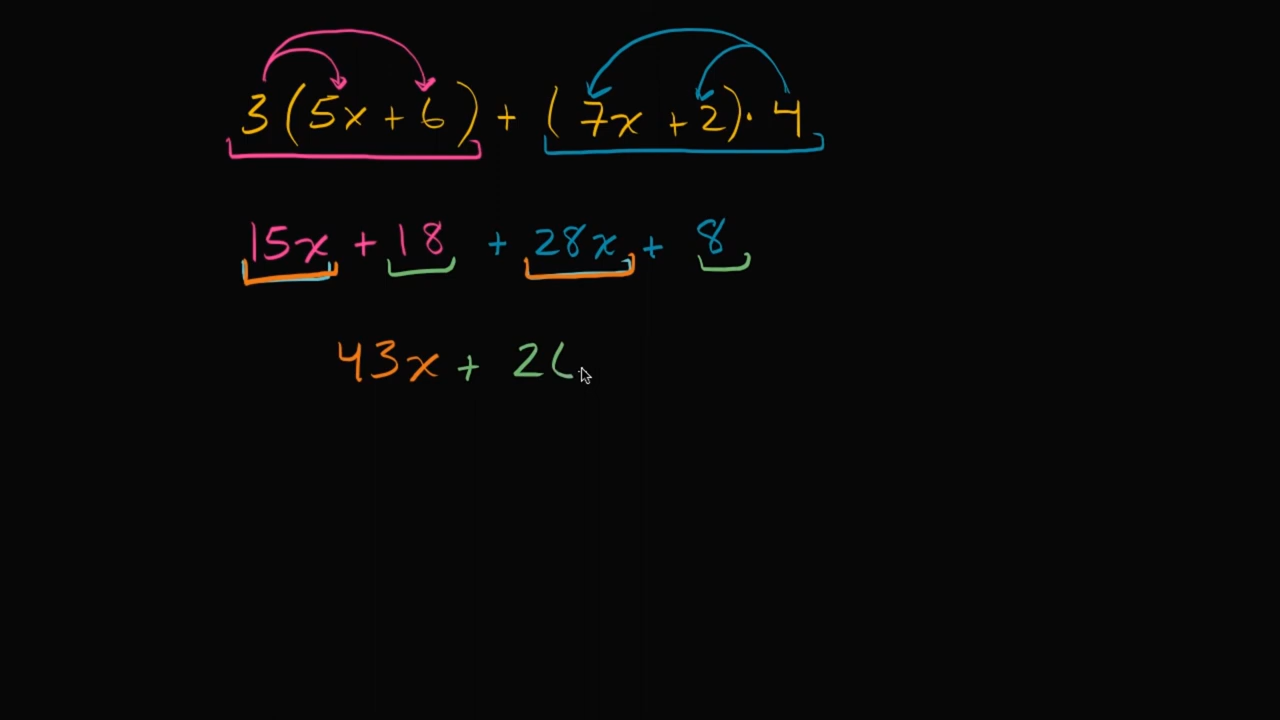 3(5x + 6) + (7x + 2) · 4
15x + 18 + 28x + 8
43x + 2